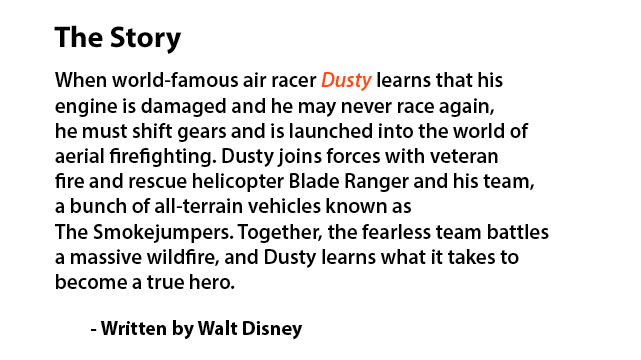 The Story
When world-famous air racer Dusty learns that his
engine is damaged and he may never race again,
he must shift gears and is launched into the world of
aerial firefighting. Dusty joins forces with veteran
fire and rescue helicopter Blade Ranger and his team,
a bunch of all-terrain vehicles known as
The Smokejumpers. Together, the fearless team battles
a massive wildfire, and Dusty learns what it takes to
become a true hero.
- Written by Walt Disney